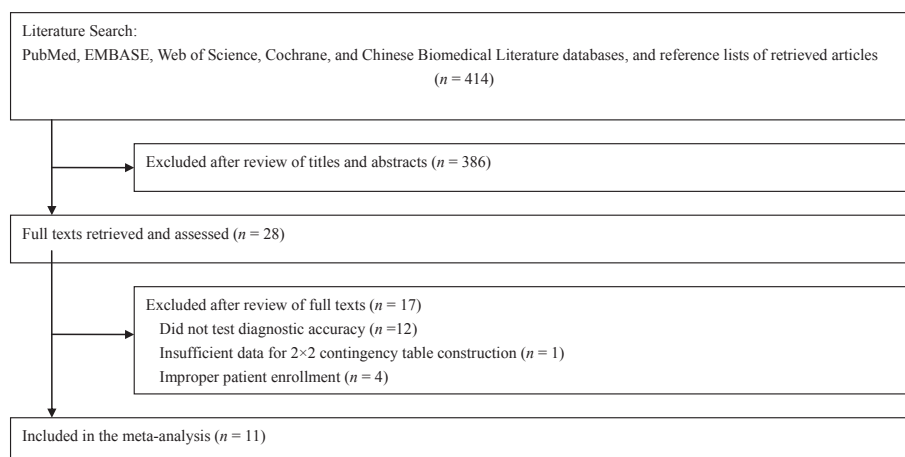 Literature Search:
PubMed, EMBASE, Web of Science, Cochrane, and Chinese Biomedical Literature databases, and reference lists of retrieved articles
(n = 414)
Excluded after review of titles and abstracts (n = 386)
Full texts retrieved and assessed (n = 28)
Excluded after review of full texts (n = 17)
Did not test diagnostic accuracy (n =12)
Insufficient data for 2×2 contingency table construction (n = 1)
Improper patient enrollment (n = 4)
Included in the meta-analysis (n = 11)